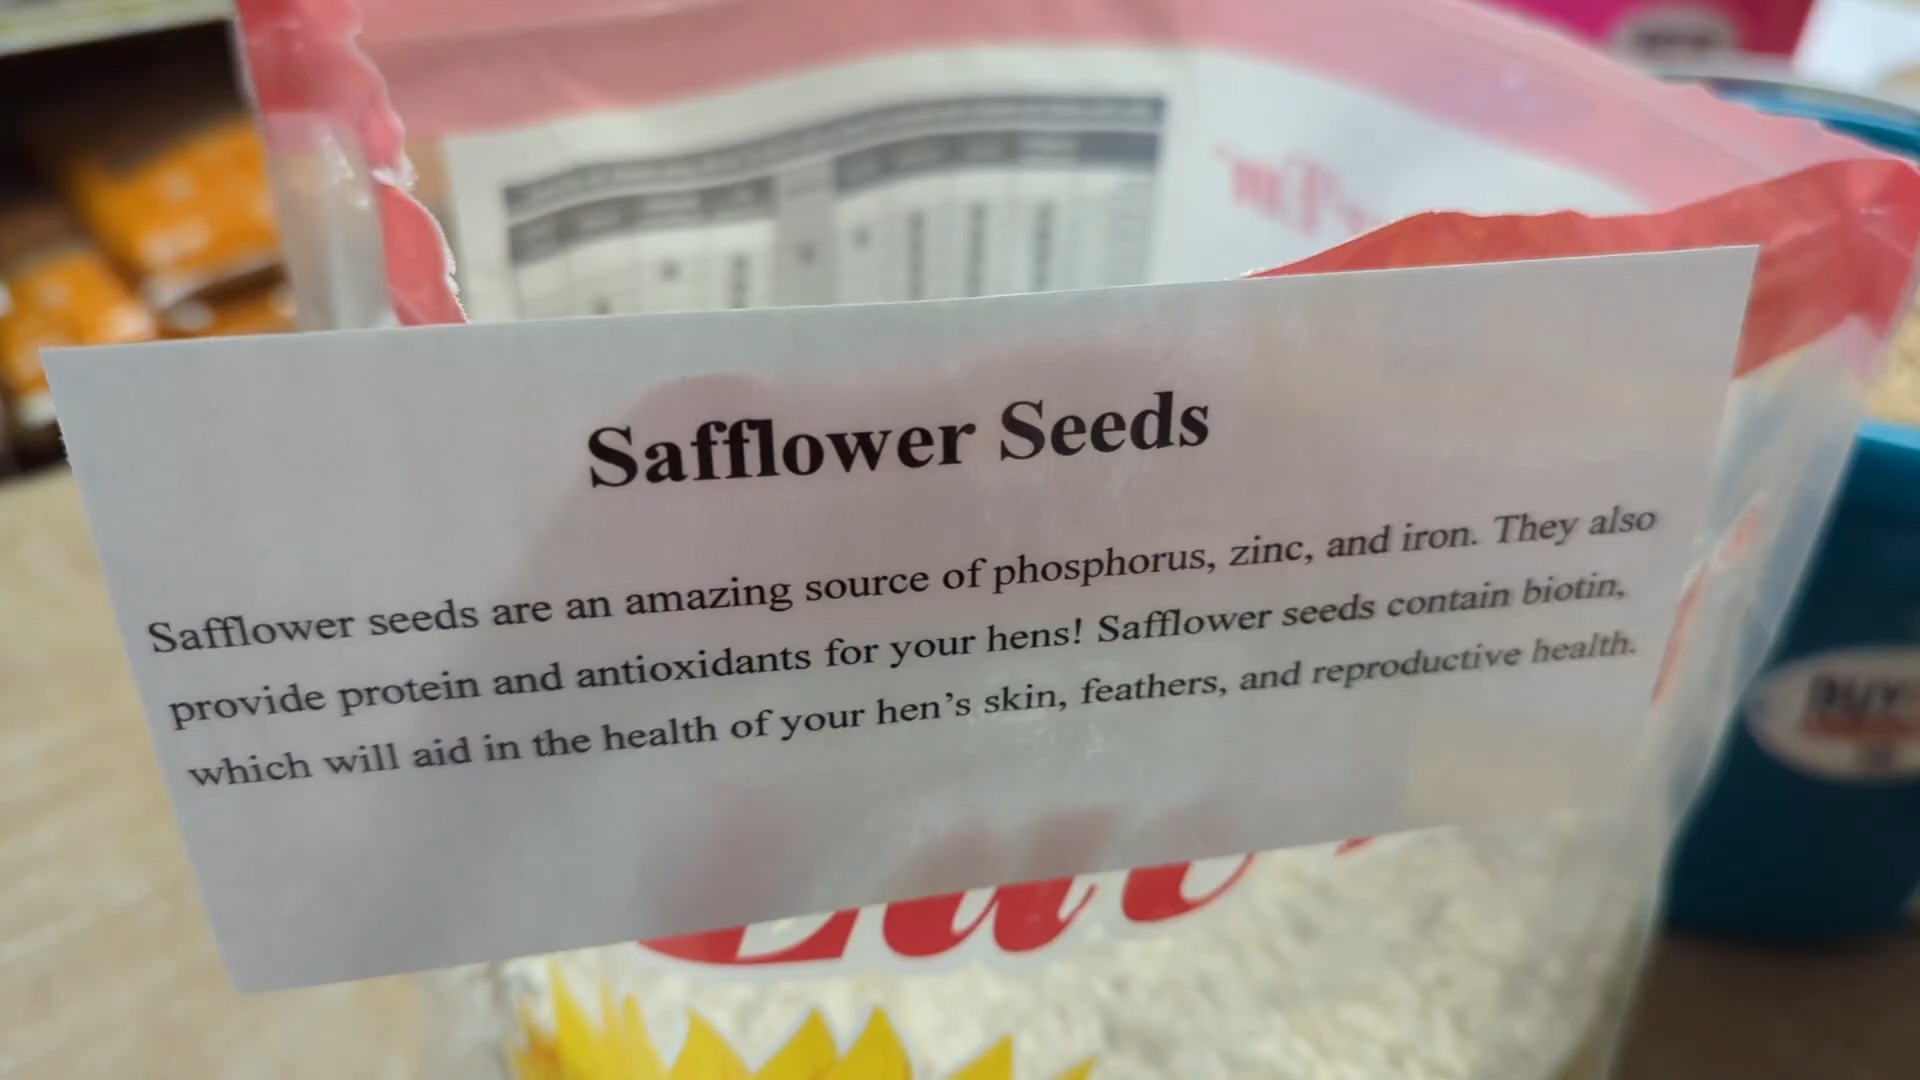 Safflower Seeds
Safflower seeds are an amazing source of phosphorus, zinc, and iron. They also
provide protein and antioxidants for your hens! Safflower seeds contain biotin,
which will aid in the health of your hen's skin, feathers, and reproductive health.
BUY